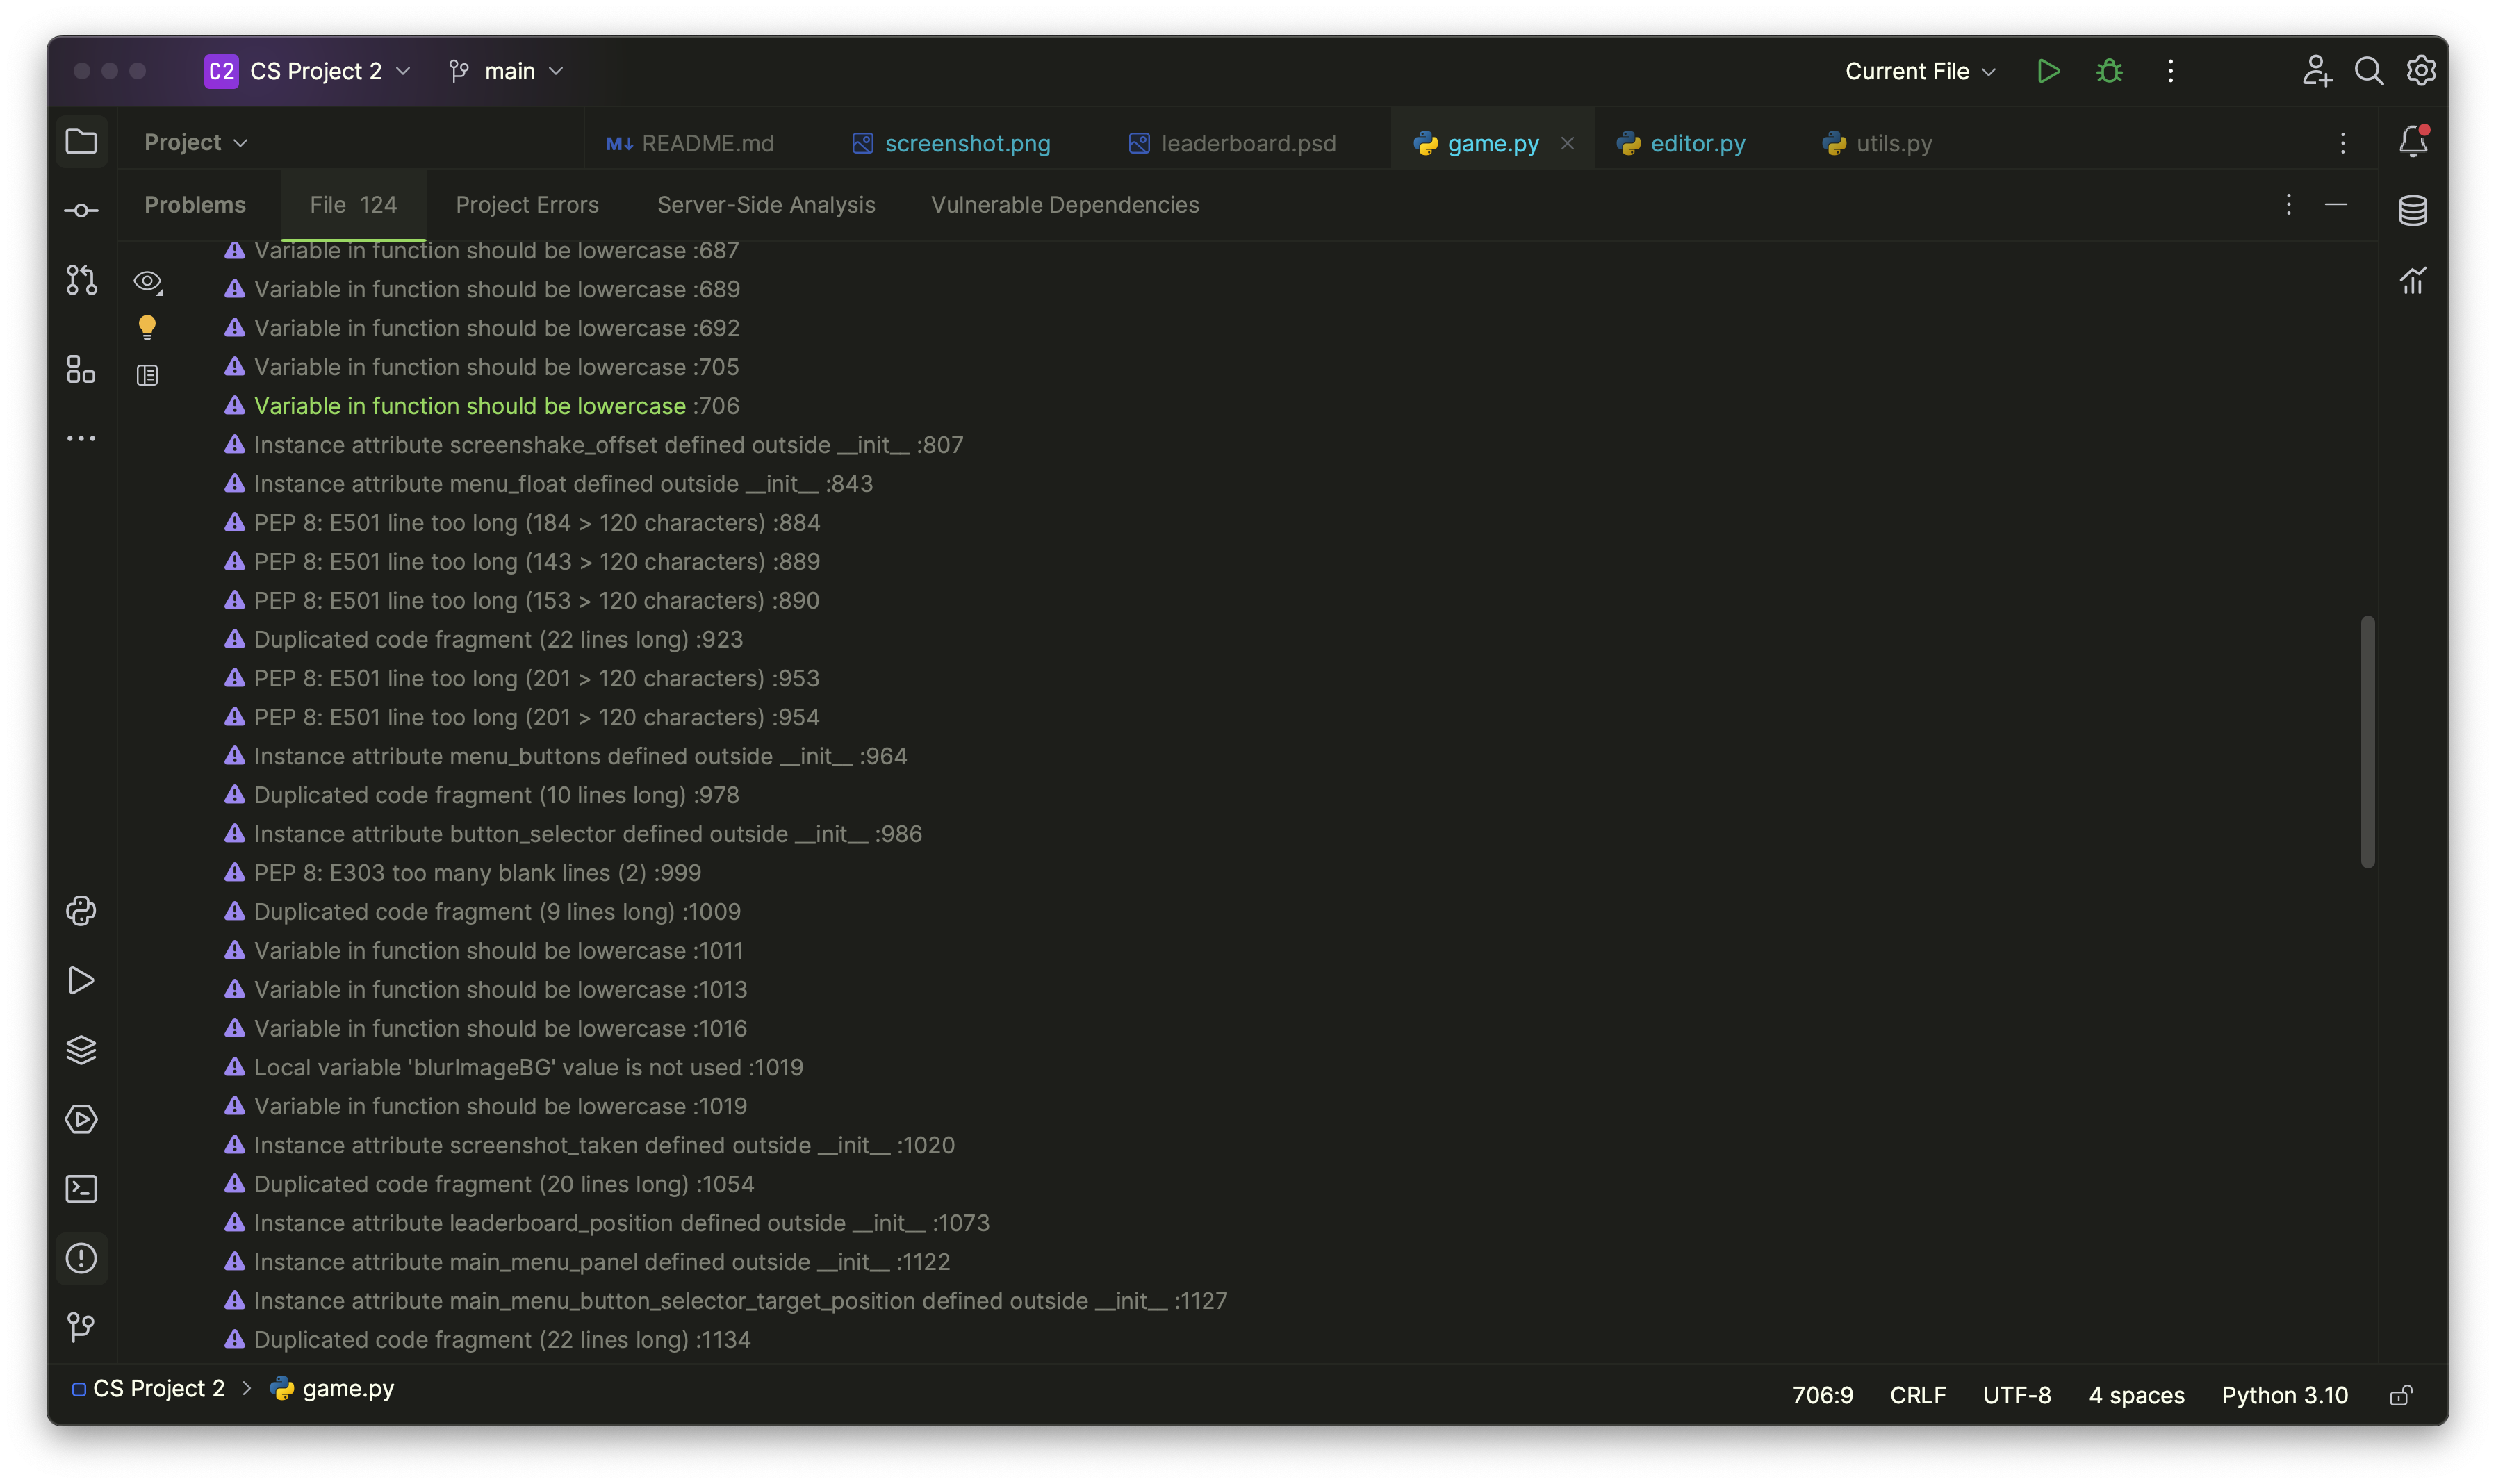 C2 CS Project 2 main Current File
Project README.md screenshot.png leaderboard.psd game.py editor.py utils.py
Problems File 124 Project Errors Server-Side Analysis Vulnerable Dependencies
Variable in function should be lowercase :687
Variable in function should be lowercase :689
Variable in function should be lowercase :692
Variable in function should be lowercase :705
Variable in function should be lowercase :706
Instance attribute screenshake_offset defined outside __init__ :807
Instance attribute menu_float defined outside __init__ :843
PEP 8: E501 line too long (184 > 120 characters) :884
PEP 8: E501 line too long (143 > 120 characters) :889
PEP 8: E501 line too long (153 > 120 characters) :890
Duplicated code fragment (22 lines long) :923
PEP 8: E501 line too long (201 > 120 characters) :953
PEP 8: E501 line too long (201 > 120 characters) :954
Instance attribute menu_buttons defined outside __init__ :964
Duplicated code fragment (10 lines long) :978
Instance attribute button_selector defined outside __init__ :986
PEP 8: E303 too many blank lines (2) :999
Duplicated code fragment (9 lines long) :1009
Variable in function should be lowercase :1011
Variable in function should be lowercase :1013
Variable in function should be lowercase :1016
Local variable 'blurImageBG' value is not used :1019
Variable in function should be lowercase :1019
Instance attribute screenshot_taken defined outside __init__ :1020
Duplicated code fragment (20 lines long) :1054
Instance attribute leaderboard_position defined outside __init__ :1073
Instance attribute main_menu_panel defined outside __init__ :1122
Instance attribute main_menu_button_selector_target_position defined outside __init__ :1127
Duplicated code fragment (22 lines long) :1134
CS Project 2 > game.py 706:9 CRLF UTF-8 4 spaces Python 3.10